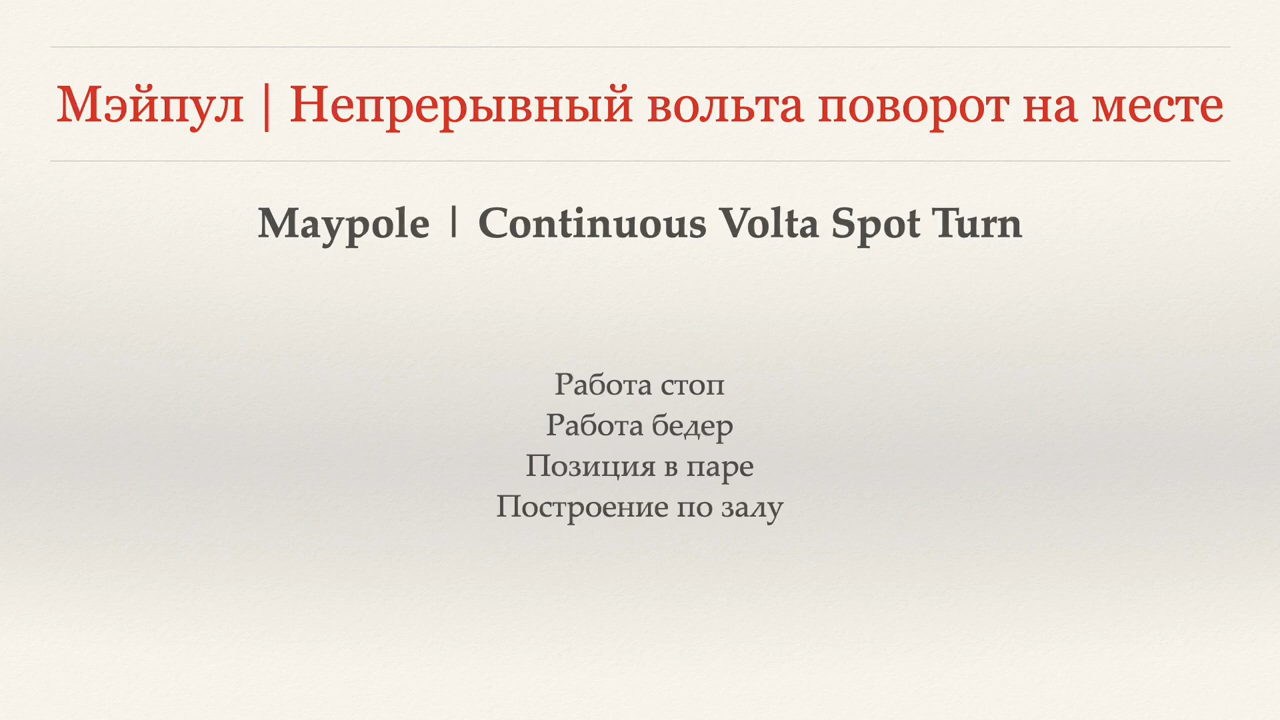 Мэйпул | Непрерывный вольта поворот на месте
Maypole | Continuous Volta Spot Turn
Работа стоп
Работа бедер
Позиция в паре
Построение по залу